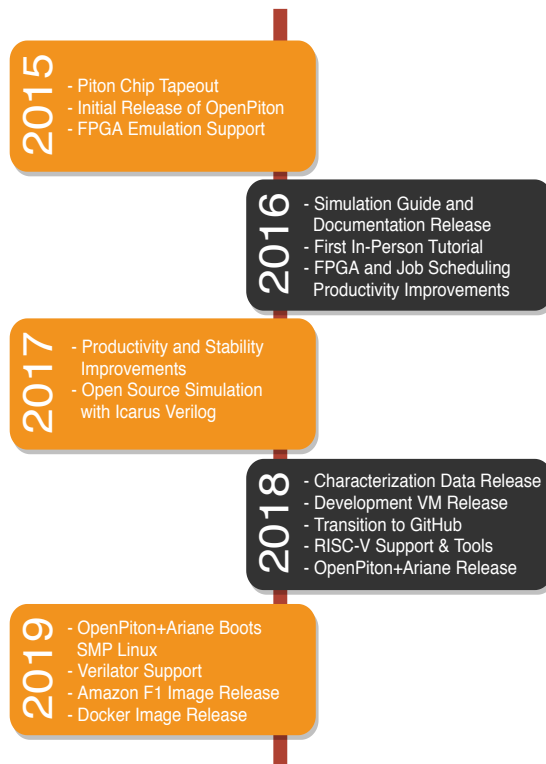 2015
- Piton Chip Tapeout
- Initial Release of OpenPiton
- FPGA Emulation Support
2016
- Simulation Guide and
Documentation Release
- First In-Person Tutorial
- FPGA and Job Scheduling
Productivity Improvements
2017
- Productivity and Stability
Improvements
- Open Source Simulation
with Icarus Verilog
2018
- Characterization Data Release
- Development VM Release
- Transition to GitHub
- RISC-V Support & Tools
- OpenPiton+Ariane Release
2019
- OpenPiton+Ariane Boots
SMP Linux
- Verilator Support
- Amazon F1 Image Release
- Docker Image Release